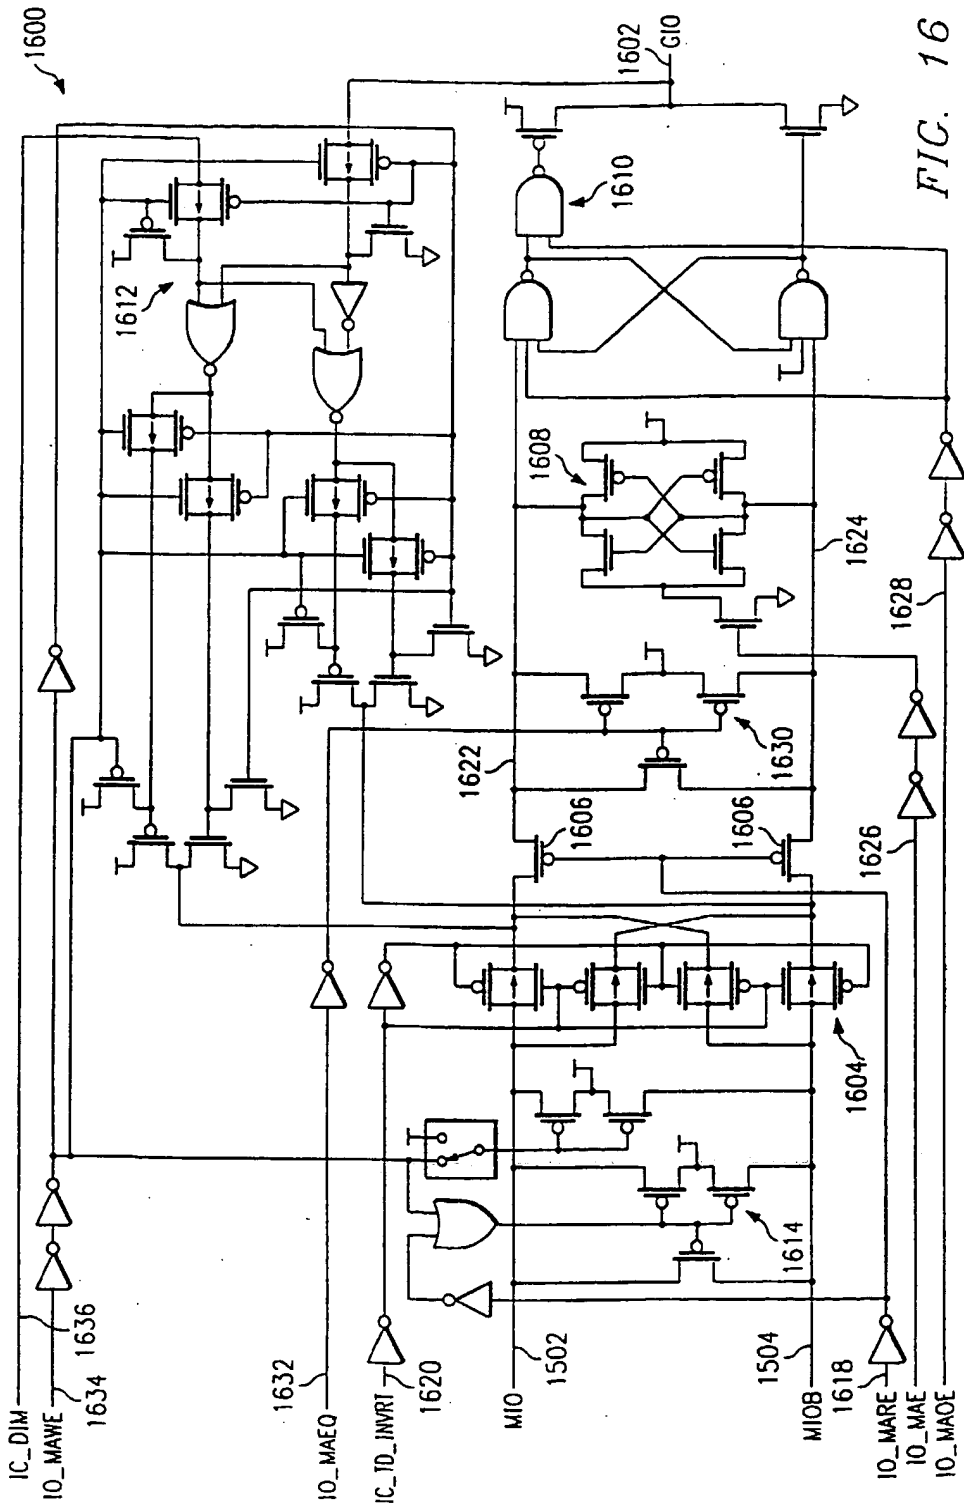 1600
1602
GIO
1610
1612
1608
1624
1628
1630
1622
1606
1606
1626
1604
1614
1636
IC_DIM
IO_MAWE
1634
1632
IO_MAEQ
1620
IC_TD_INVRT
1502
MIO
1504
MIOB
1618
IO_MARE
IO_MAE
IO_MAOE
FIG. 16